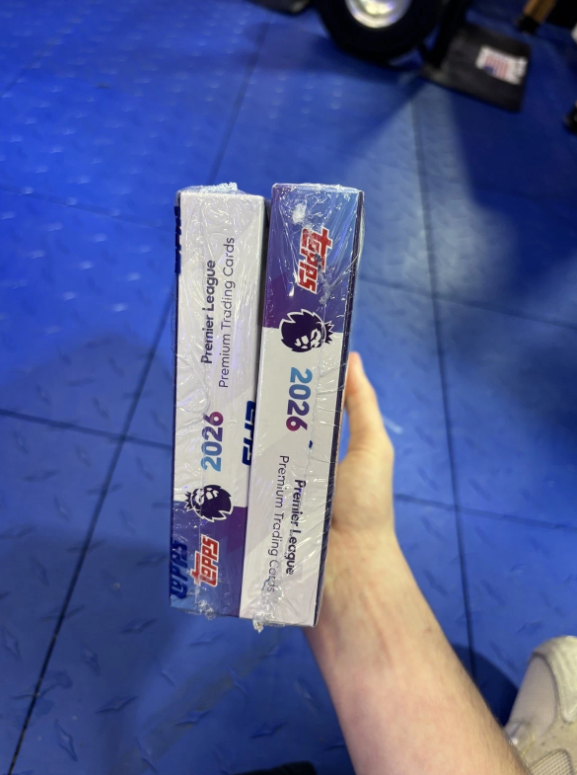 Premier League
Premium Trading Cards
2026
topps
topps
2026
Premier League
Premium Trading Cards